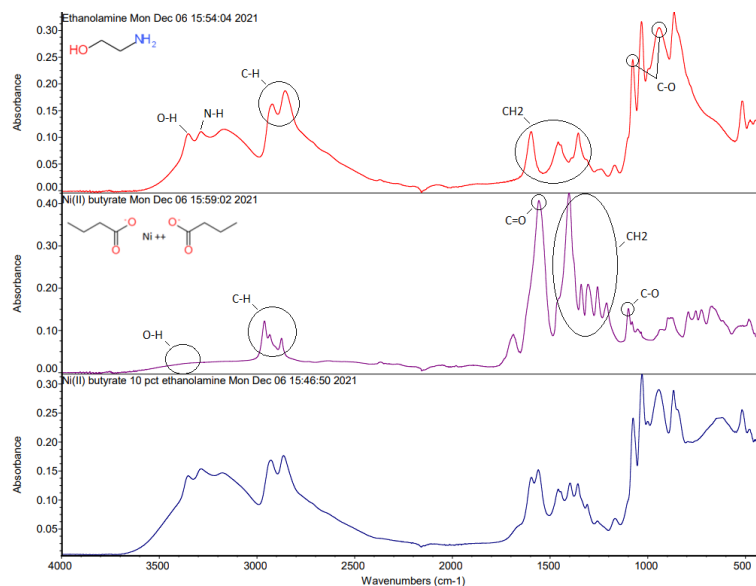 Ethanolamine Mon Dec 06 15:54:04 2021
0.30
0.25
0.20
0.15
0.10
0.05
0.00
Absorbance
HO
NH2
O-H
N-H
C-H
CH2
C-O
Ni(II) butyrate Mon Dec 06 15:59:02 2021
0.40
0.30
0.20
0.10
0.00
Absorbance
O-
O
Ni ++
-O
O
O-H
C-H
C=O
CH2
C-O
Ni(II) butyrate 10 pct ethanolamine Mon Dec 06 15:46:50 2021
0.30
0.25
0.20
0.15
0.10
0.05
Absorbance
4000 3500 3000 2500 2000 1500 1000 500
Wavenumbers (cm-1)